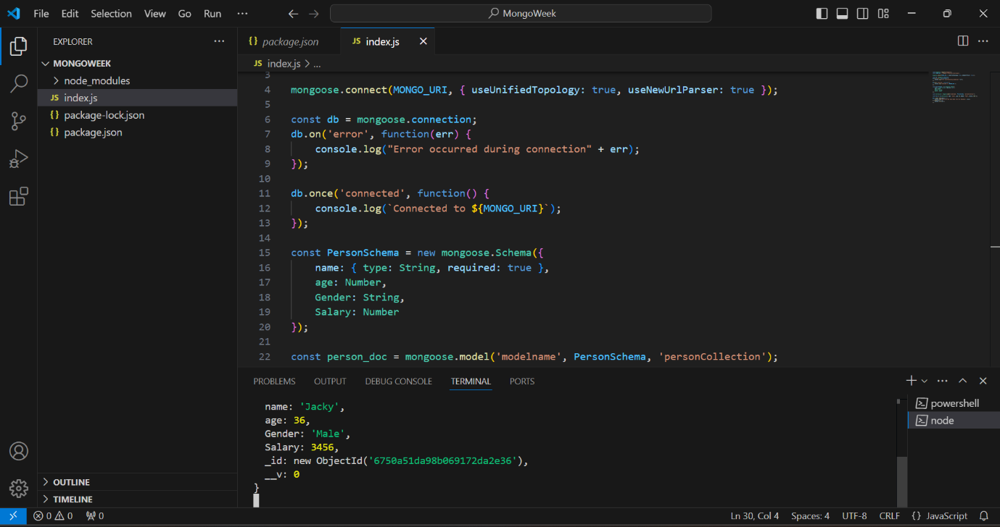 File Edit Selection View Go Run ··· MongoWeek
EXPLORER ···
MONGOWEEK
node_modules
JS index.js
{} package-lock.json
{} package.json
OUTLINE
TIMELINE
{} package.json JS index.js
JS index.js > ...
3
4 mongoose.connect(MONGO_URI, { useUnifiedTopology: true, useNewUrlParser: true });
5
6 const db = mongoose.connection;
7 db.on('error', function(err) {
8 console.log("Error occurred during connection" + err);
9 });
10
11 db.once('connected', function() {
12 console.log(`Connected to ${MONGO_URI}`);
13 });
14
15 const PersonSchema = new mongoose.Schema({
16 name: { type: String, required: true },
17 age: Number,
18 Gender: String,
19 Salary: Number
20 });
21
22 const person_doc = mongoose.model('modelname', PersonSchema, 'personCollection');
PROBLEMS OUTPUT DEBUG CONSOLE TERMINAL PORTS
name: 'Jacky',
age: 36,
Gender: 'Male',
Salary: 3456,
_id: new ObjectId('6750a51da98b069172da2e36'),
__v: 0
}
powershell
node
0 0 0 Ln 30, Col 4 Spaces: 4 UTF-8 CRLF {} JavaScript